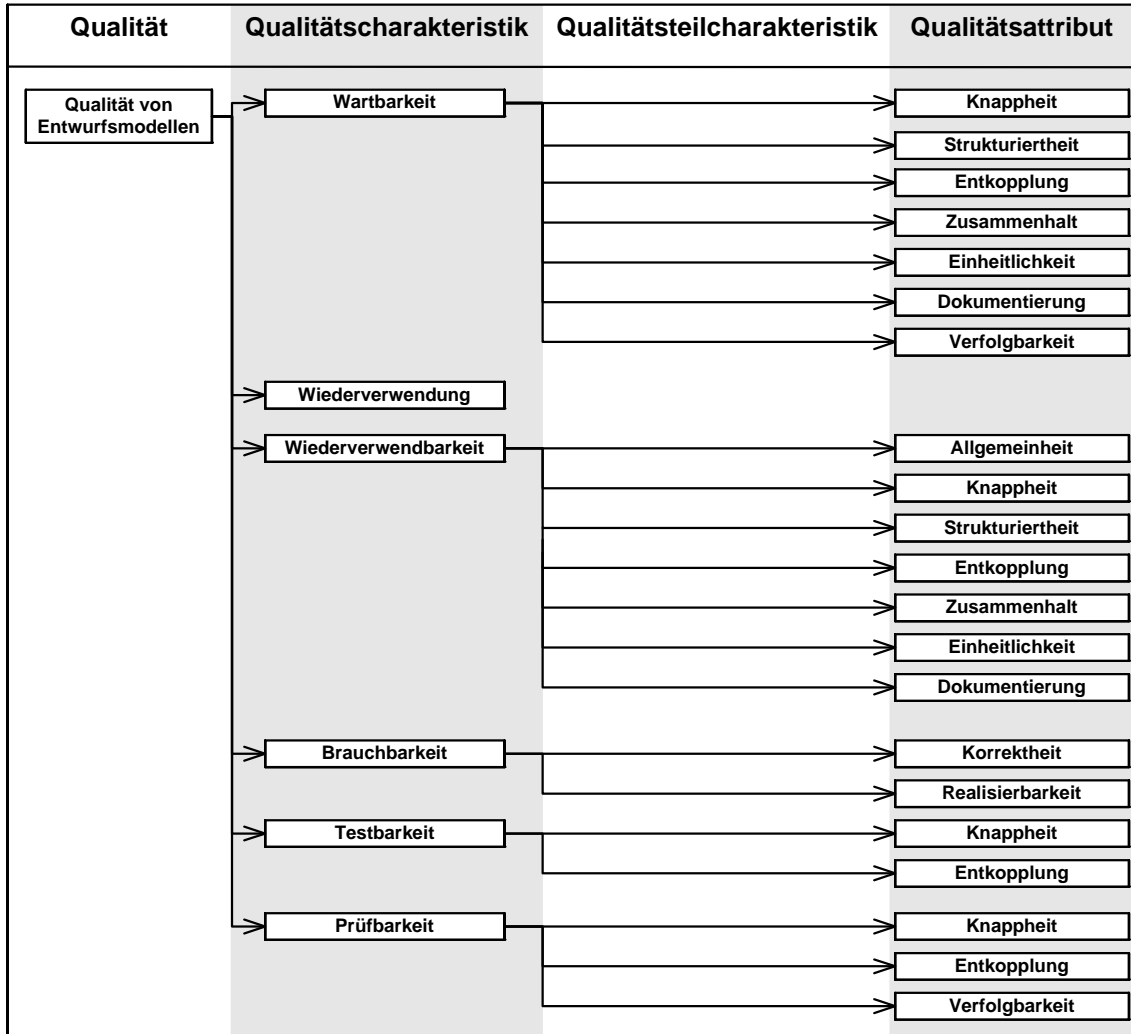 Qualität
Qualitätscharakteristik
Qualitätsteilcharakteristik
Qualitätsattribut
Qualität von
Entwurfsmodellen
Wartbarkeit
Knappheit
Strukturiertheit
Entkopplung
Zusammenhalt
Einheitlichkeit
Dokumentierung
Verfolgbarkeit
Wiederverwendung
Wiederverwendbarkeit
Allgemeinheit
Knappheit
Strukturiertheit
Entkopplung
Zusammenhalt
Einheitlichkeit
Dokumentierung
Brauchbarkeit
Korrektheit
Realisierbarkeit
Testbarkeit
Knappheit
Entkopplung
Prüfbarkeit
Knappheit
Entkopplung
Verfolgbarkeit